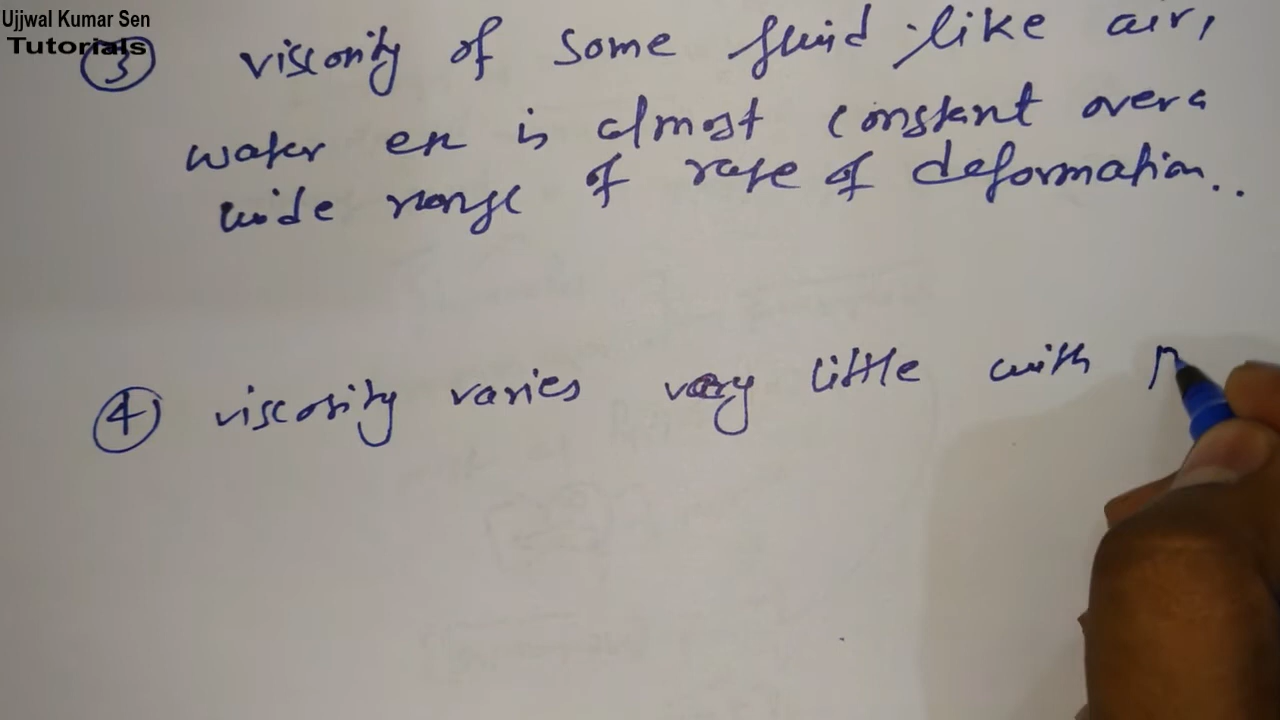 Ujjwal Kumar Sen
Tutorials
③ viscosity of some fluid like air,
water etc is almost constant over a
wide range of rate of deformation..
④ viscosity varies very little with